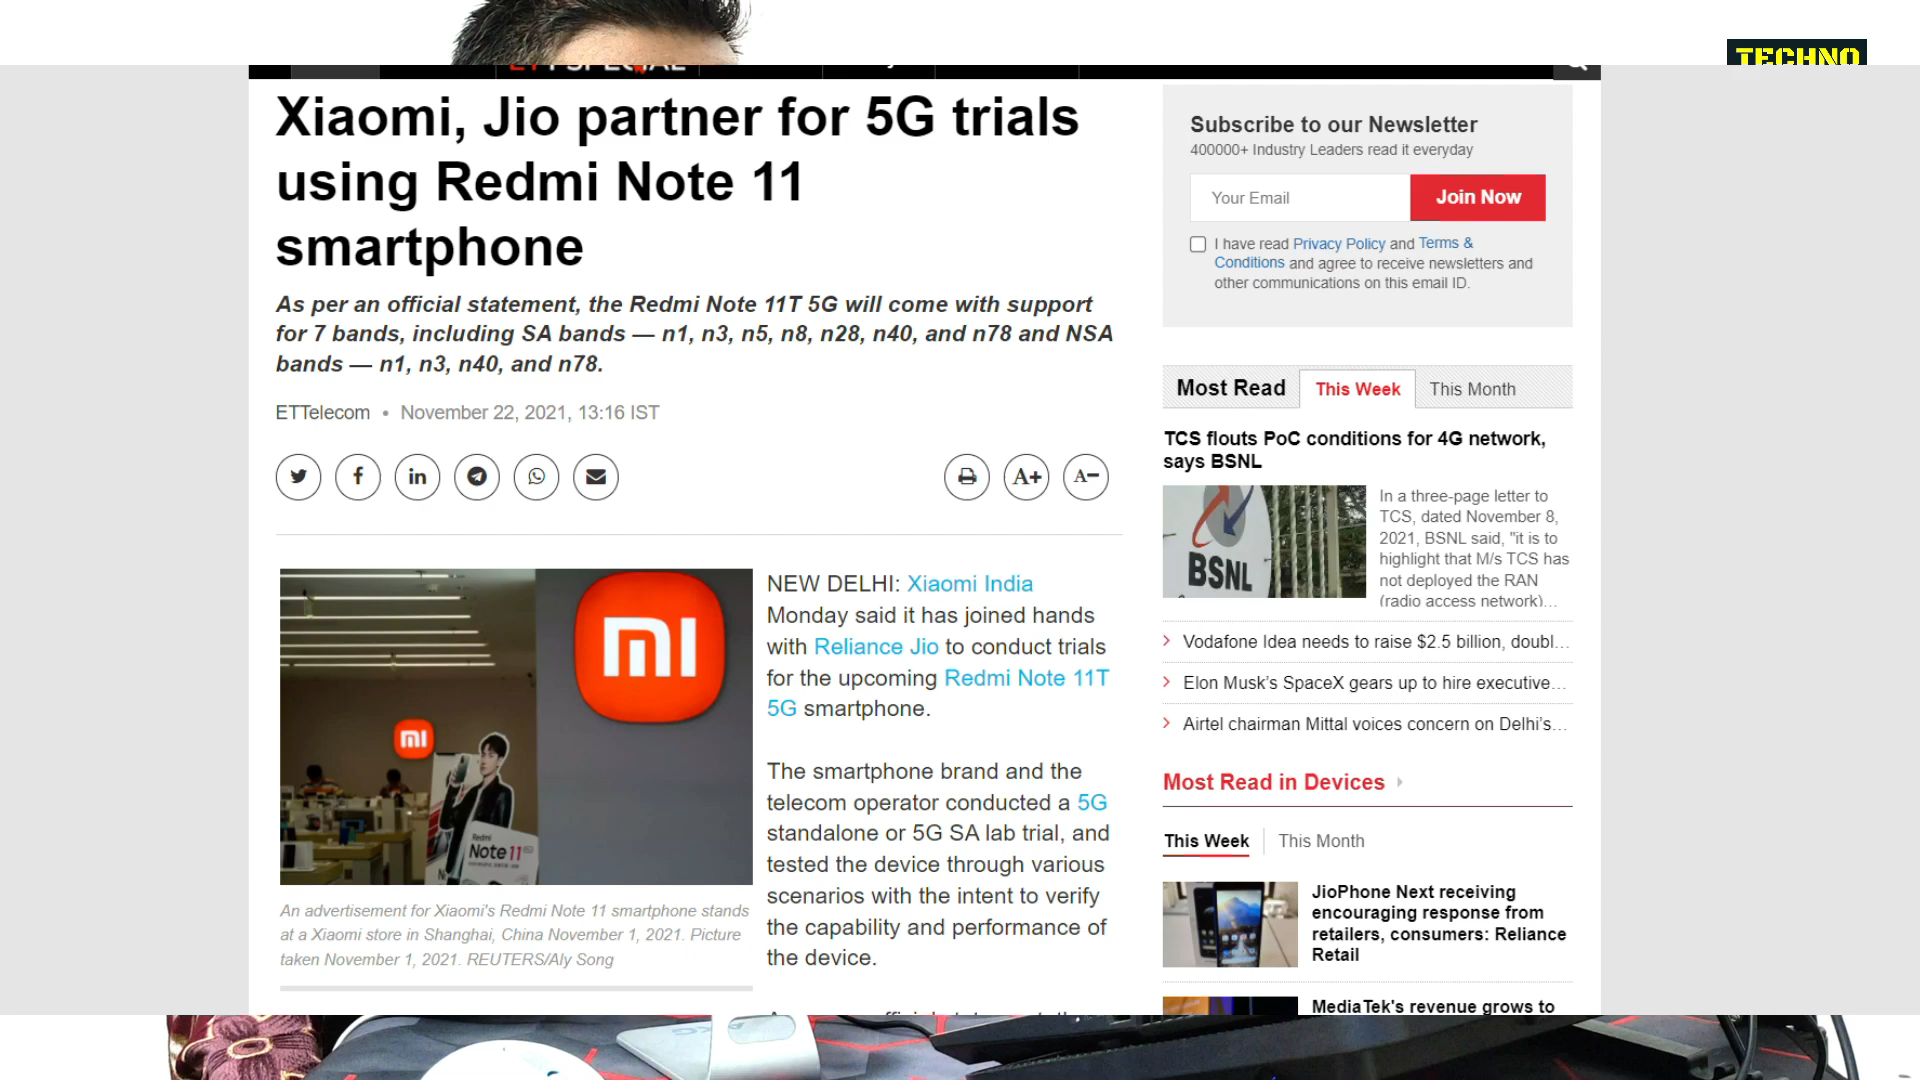 TECHNO
Xiaomi, Jio partner for 5G trials
using Redmi Note 11
smartphone
As per an official statement, the Redmi Note 11T 5G will come with support
for 7 bands, including SA bands — n1, n3, n5, n8, n28, n40, and n78 and NSA
bands — n1, n3, n40, and n78.
ETTelecom • November 22, 2021, 13:16 IST
A+
A-
mi
mi
Redmi
Note 11
An advertisement for Xiaomi's Redmi Note 11 smartphone stands
at a Xiaomi store in Shanghai, China November 1, 2021. Picture
taken November 1, 2021. REUTERS/Aly Song
NEW DELHI: Xiaomi India
Monday said it has joined hands
with Reliance Jio to conduct trials
for the upcoming Redmi Note 11T
5G smartphone.
The smartphone brand and the
telecom operator conducted a 5G
standalone or 5G SA lab trial, and
tested the device through various
scenarios with the intent to verify
the capability and performance of
the device.
Subscribe to our Newsletter
400000+ Industry Leaders read it everyday
Your Email
Join Now
I have read Privacy Policy and Terms &
Conditions and agree to receive newsletters and
other communications on this email ID.
Most Read
This Week
This Month
TCS flouts PoC conditions for 4G network,
says BSNL
BSNL
In a three-page letter to
TCS, dated November 8,
2021, BSNL said, "it is to
highlight that M/s TCS has
not deployed the RAN
(radio access network)...
Vodafone Idea needs to raise $2.5 billion, doubl...
Elon Musk's SpaceX gears up to hire executive...
Airtel chairman Mittal voices concern on Delhi's...
Most Read in Devices
This Week
This Month
JioPhone Next receiving
encouraging response from
retailers, consumers: Reliance
Retail
MediaTek's revenue grows to